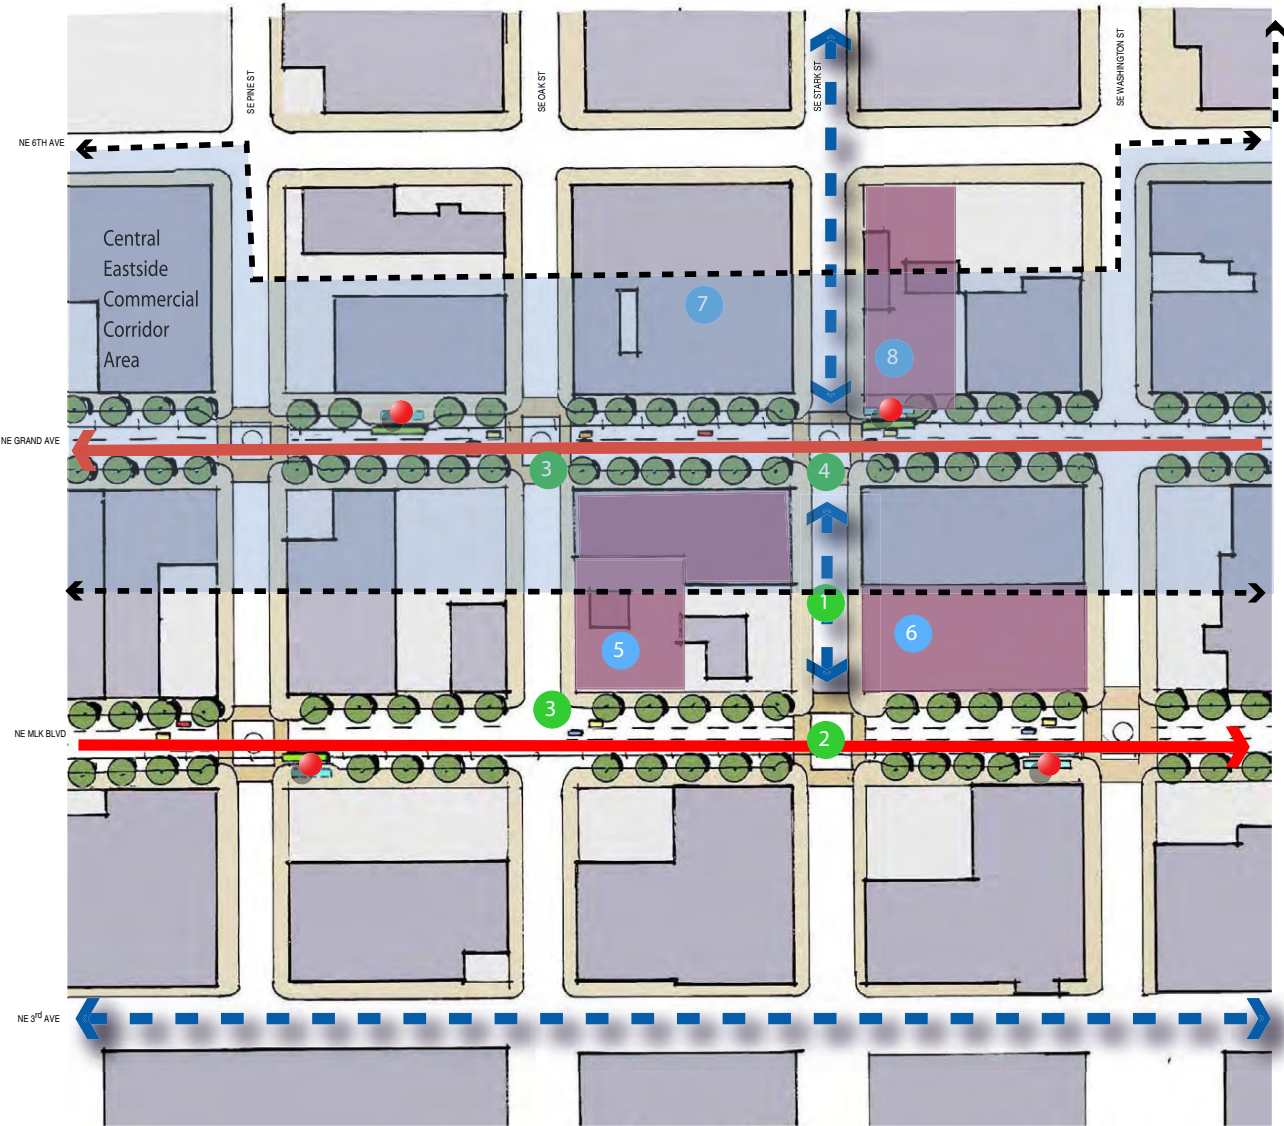 SE PINE ST
SE OAK ST
SE STARK ST
SE WASHINGTON ST
NE 6TH AVE
Central
Eastside
Commercial
Corridor
Area
7
8
NE GRAND AVE
3
4
1
5
6
3
NE MLK BLVD
2
NE 3rd AVE